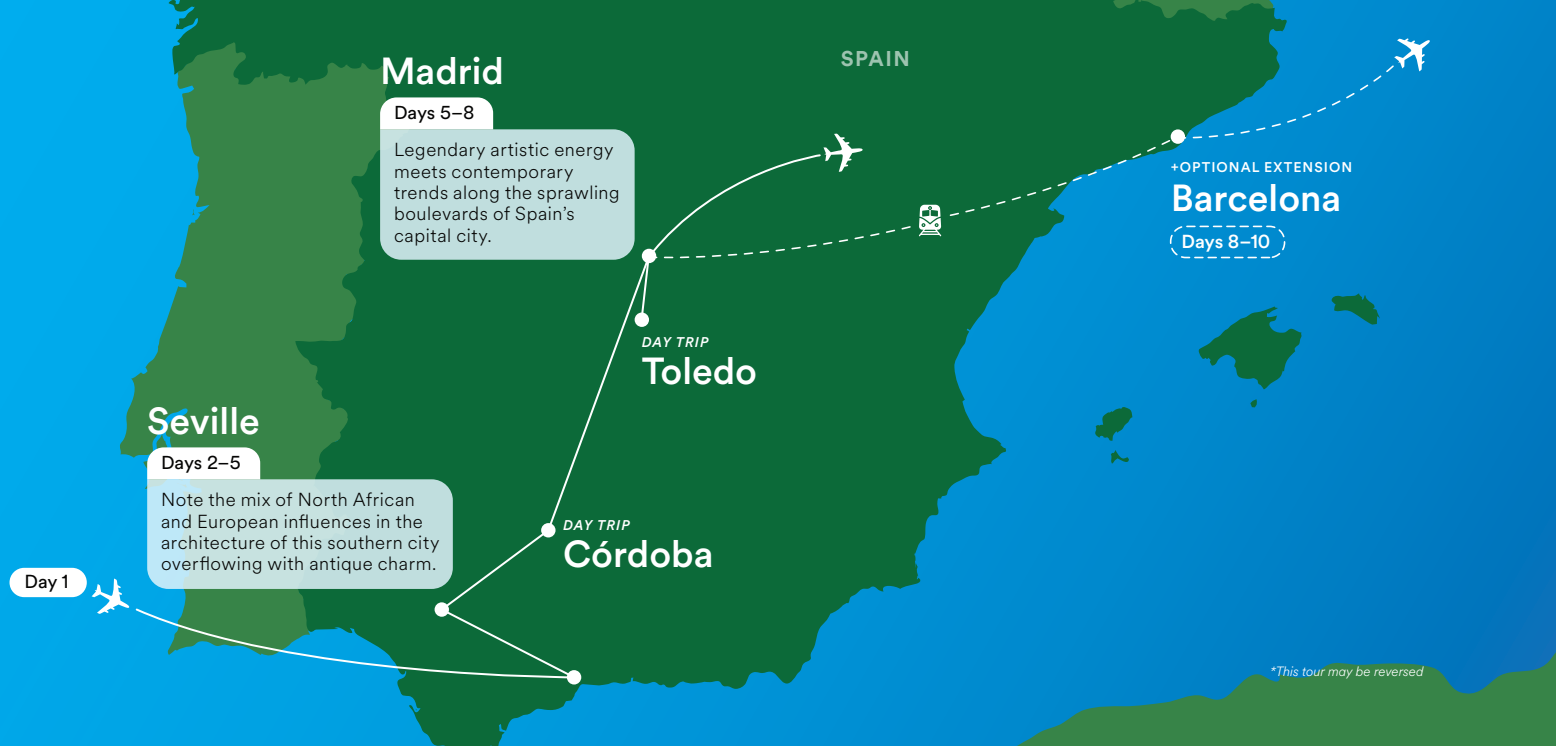 SPAIN
Madrid
Days 5–8
Legendary artistic energy
meets contemporary
trends along the sprawling
boulevards of Spain’s
capital city.
+OPTIONAL EXTENSION
Barcelona
Days 8–10
DAY TRIP
Toledo
Seville
Days 2–5
Note the mix of North African
and European influences in the
architecture of this southern city
overflowing with antique charm.
DAY TRIP
Córdoba
Day 1
*This tour may be reversed